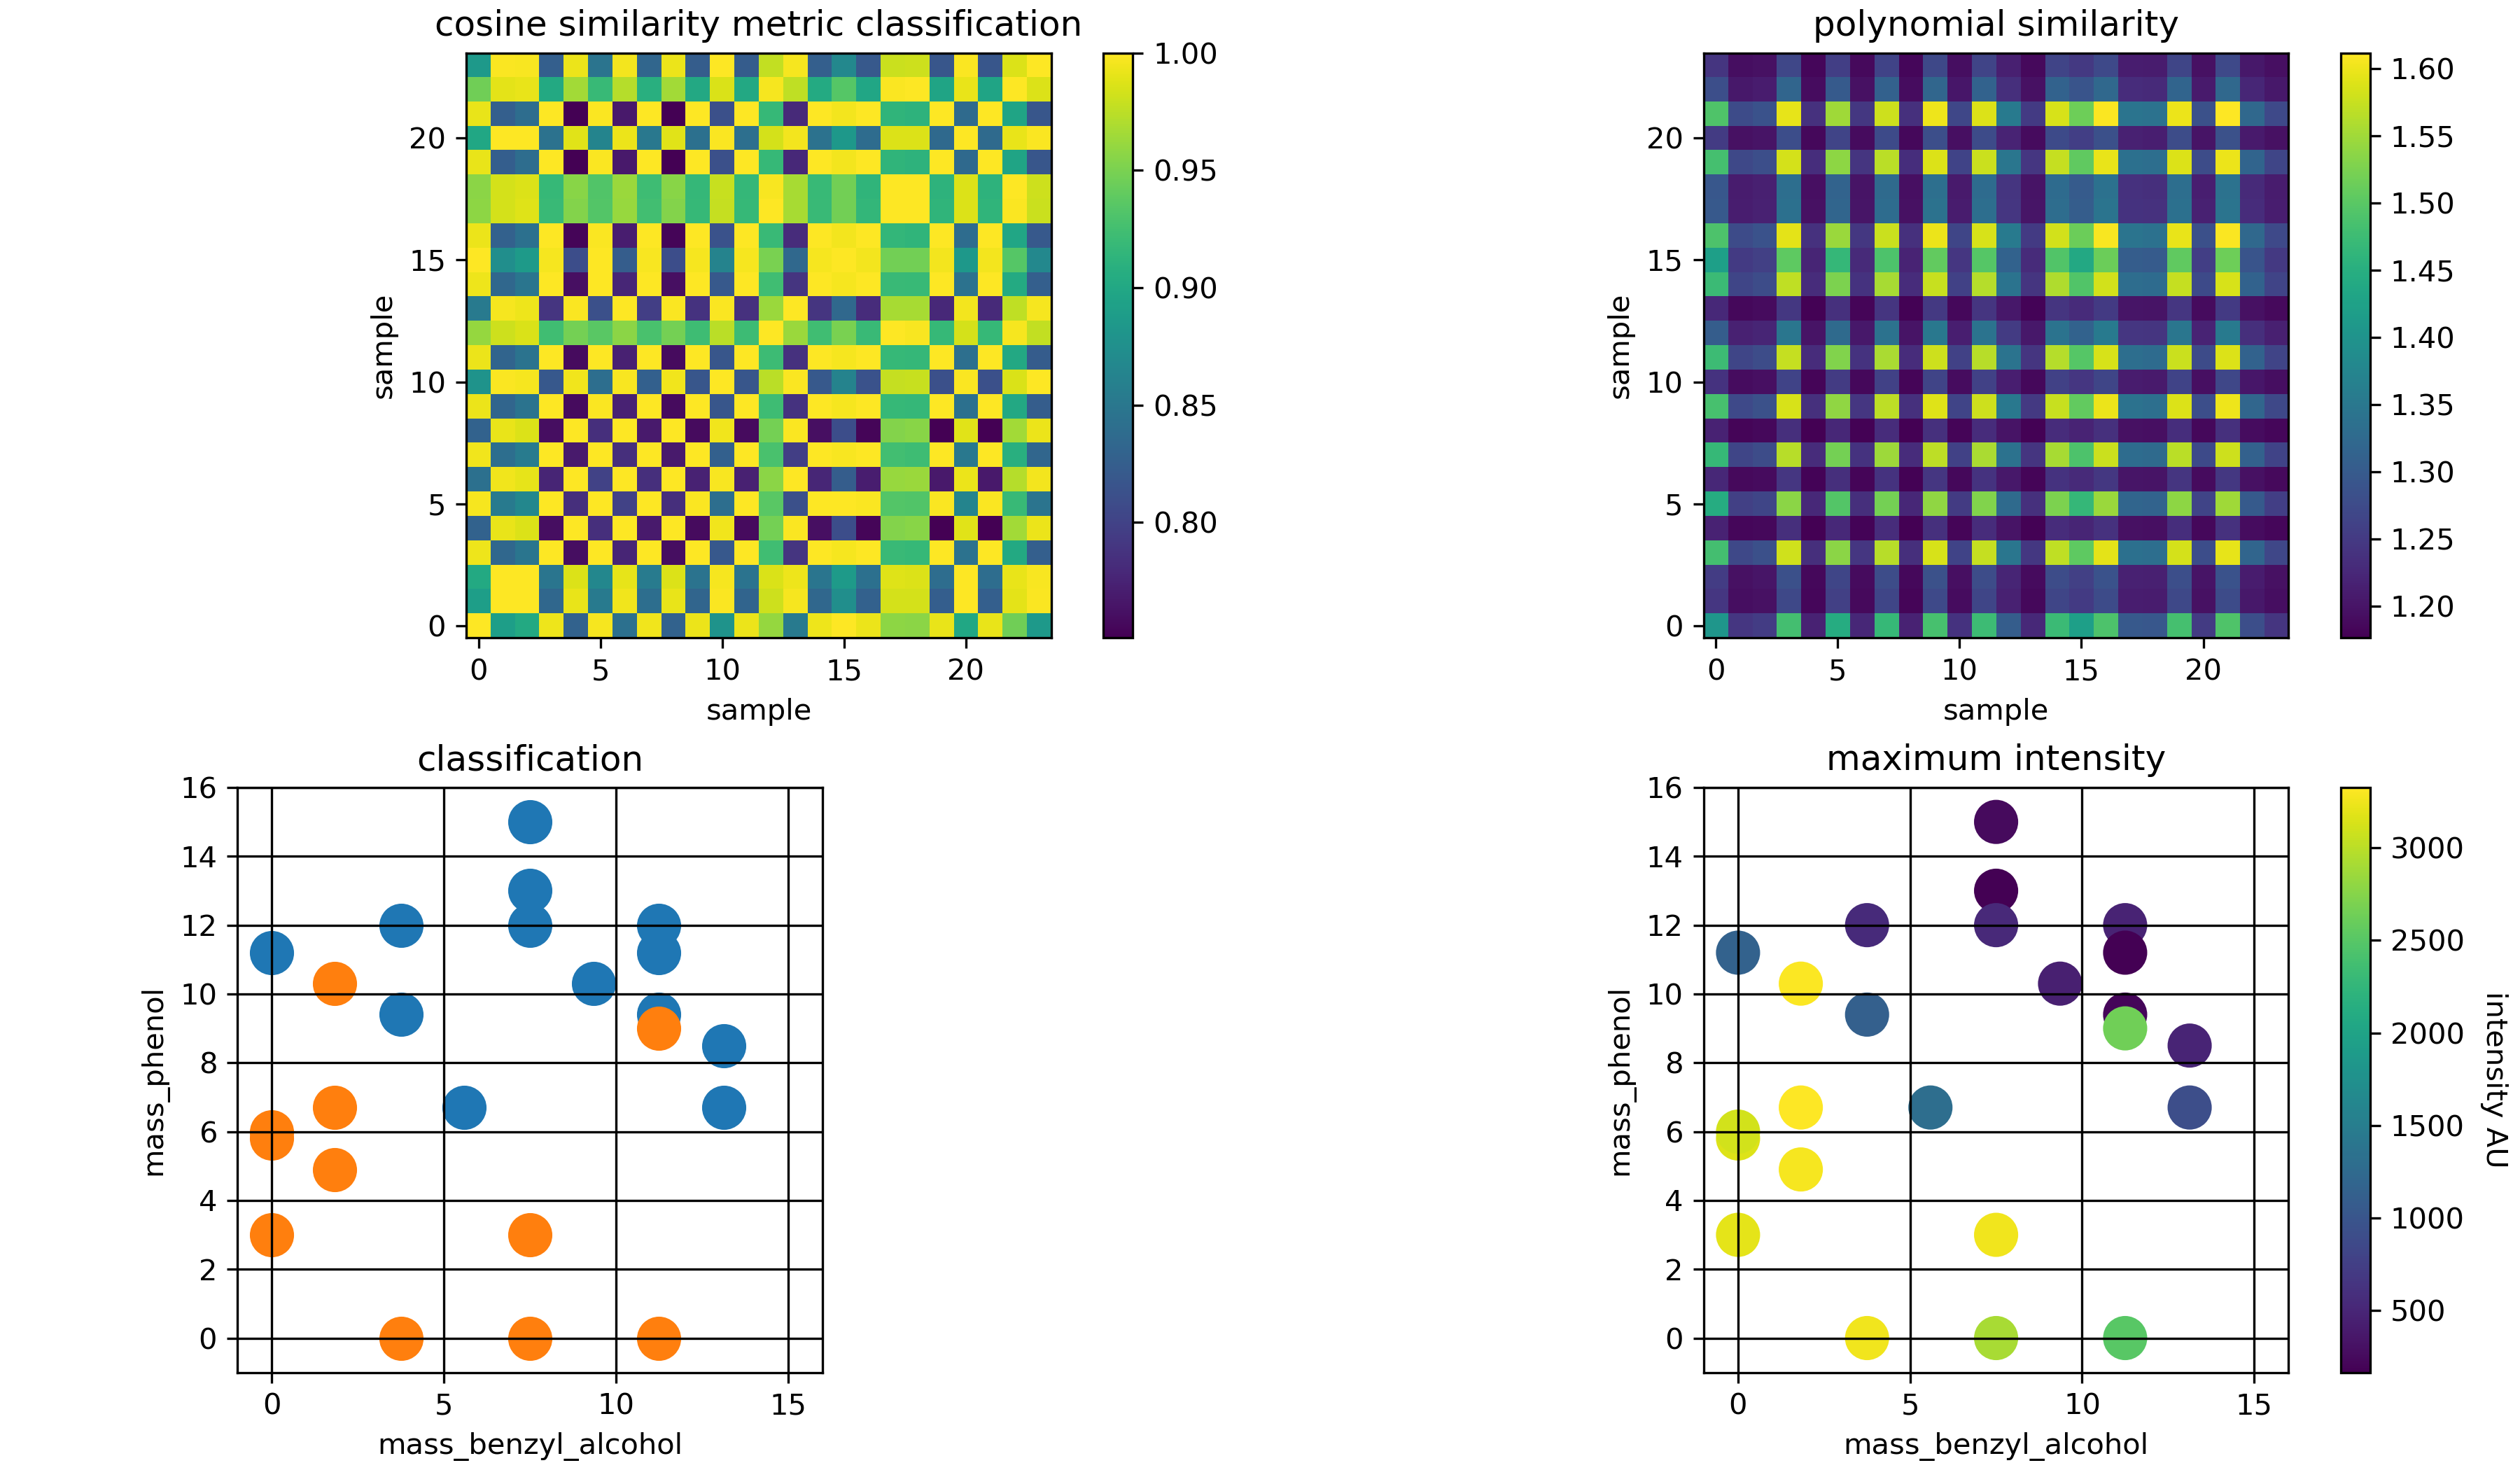 cosine similarity metric classification
1.00
0.95
0.90
0.85
0.80
20
15
10
5
0
sample
0 5 10 15 20
sample
polynomial similarity
1.60
1.55
1.50
1.45
1.40
1.35
1.30
1.25
1.20
20
15
10
5
0
sample
0 5 10 15 20
sample
classification
16
14
12
10
8
6
4
2
0
mass_phenol
0 5 10 15
mass_benzyl_alcohol
maximum intensity
16
14
12
10
8
6
4
2
0
mass_phenol
0 5 10 15
mass_benzyl_alcohol
3000
2500
2000
1500
1000
500
intensity AU